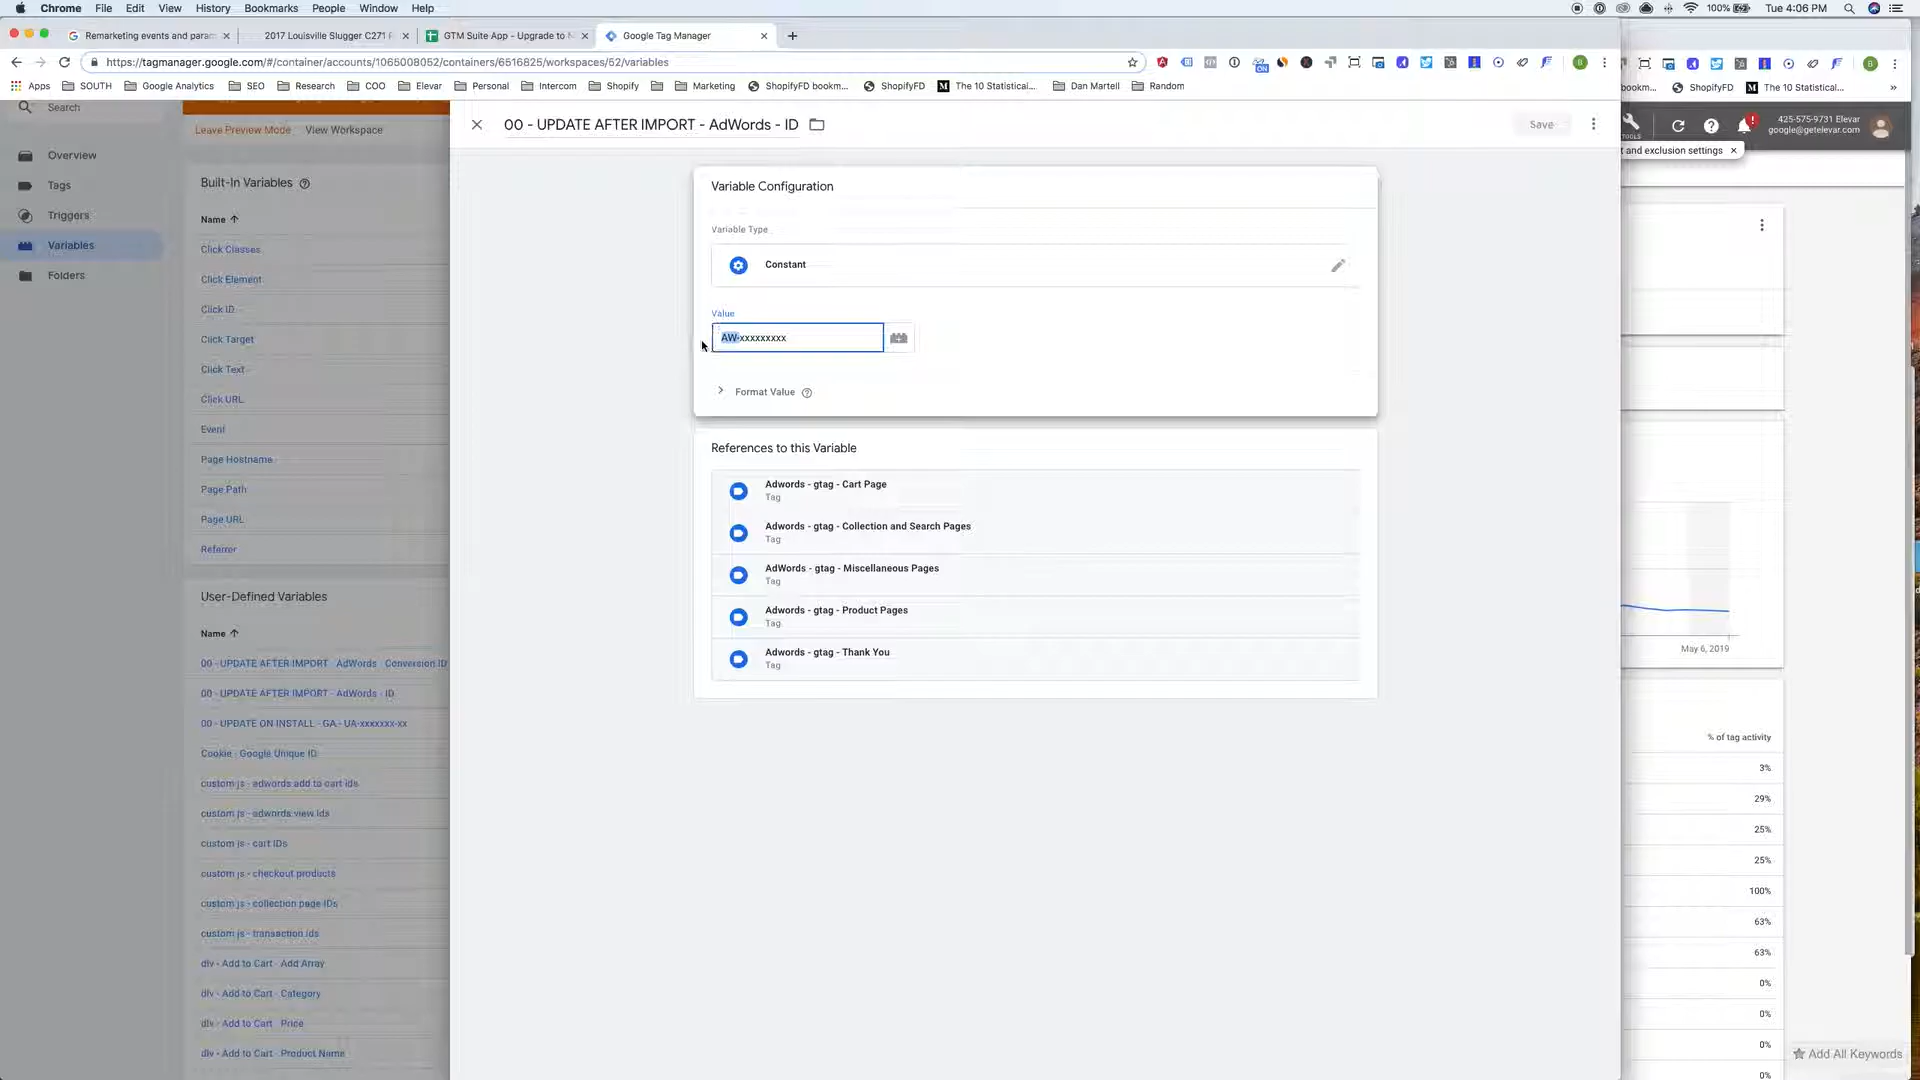 Chrome File Edit View History Bookmarks People Window Help
100% Tue 4:06 PM
Remarketing events and para
2017 Louisville Slugger C271
GTM Suite App - Upgrade to N
Google Tag Manager
https://tagmanager.google.com/#/container/accounts/1065008052/containers/6516825/workspaces/52/variables
Apps SOUTH Google Analytics SEO Research COO Elevar Personal Intercom Shopify Marketing ShopifyFD bookm... ShopifyFD The 10 Statistical... Dan Martell Random
bookm... ShopifyFD The 10 Statistical... »
Search
Leave Preview Mode View Workspace
Overview
Tags
Triggers
Variables
Folders
Built-In Variables
Name
Click Classes
Click Element
Click ID
Click Target
Click Text
Click URL
Event
Page Hostname
Page Path
Page URL
Referrer
User-Defined Variables
Name
00 - UPDATE AFTER IMPORT - AdWords - Conversion ID
00 - UPDATE AFTER IMPORT - AdWords - ID
00 - UPDATE ON INSTALL - GA - UA-xxxxxxx-xx
Cookie - Google Unique ID
custom js - adwords add to cart ids
custom js - adwords view ids
custom js - cart IDs
custom js - checkout products
custom js - collection page IDs
custom js - transaction ids
dlv - Add to Cart - Add Array
dlv - Add to Cart - Category
dlv - Add to Cart - Price
dlv - Add to Cart - Product Name
00 - UPDATE AFTER IMPORT - AdWords - ID
Save
Variable Configuration
Variable Type
Constant
Value
AW-xxxxxxxxx
Format Value
References to this Variable
Adwords - gtag - Cart Page
Tag
Adwords - gtag - Collection and Search Pages
Tag
AdWords - gtag - Miscellaneous Pages
Tag
Adwords - gtag - Product Pages
Tag
Adwords - gtag - Thank You
Tag
TOOLS
425-575-9731 Elevar
google@getelevar.com
t and exclusion settings
May 6, 2019
% of tag activity
3%
29%
25%
25%
100%
63%
63%
0%
0%
0%
0%
Add All Keywords